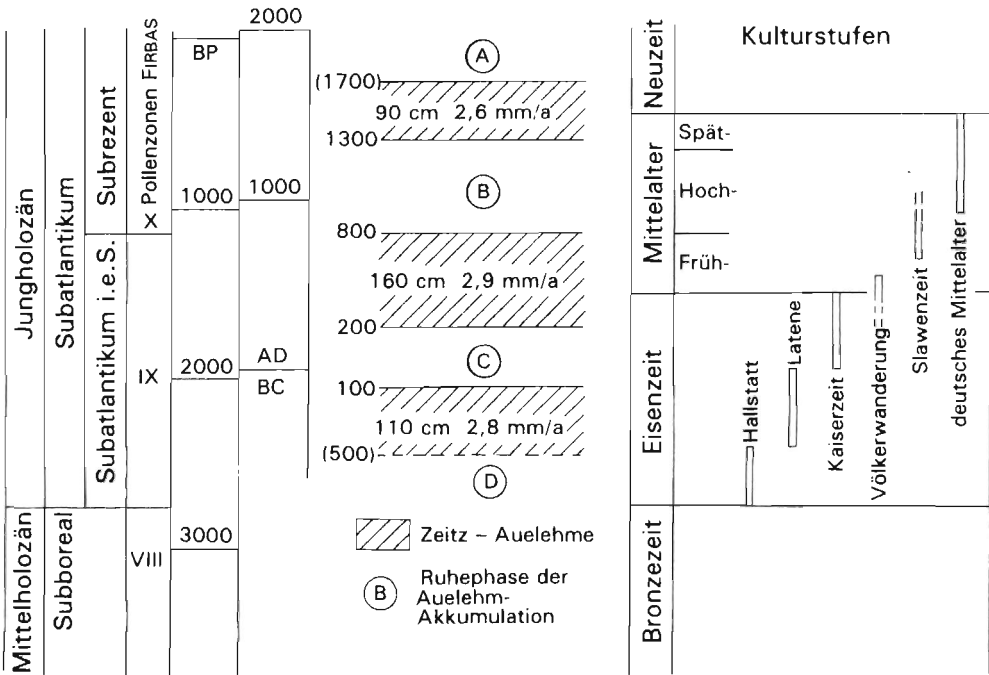 Jungholozän
Mittelholozän
Subatlantikum
Subboreal
Subrezent
Subatlantikum i.e.S.
Pollenzonen FIRBAS
X
IX
VIII
BP
1000
2000
3000
2000
1000
AD
BC
A
(1700)
90 cm 2,6 mm/a
1300
B
800
160 cm 2,9 mm/a
200
C
100
110 cm 2,8 mm/a
(500)
D
Zeitz – Auelehme
B
Ruhephase der
Auelehm-
Akkumulation
Kulturstufen
Neuzeit
Mittelalter
Eisenzeit
Bronzezeit
Spät-
Hoch-
Früh-
Hallstatt
Latene
Kaiserzeit
Völkerwanderung
Slawenzeit
deutsches Mittelalter